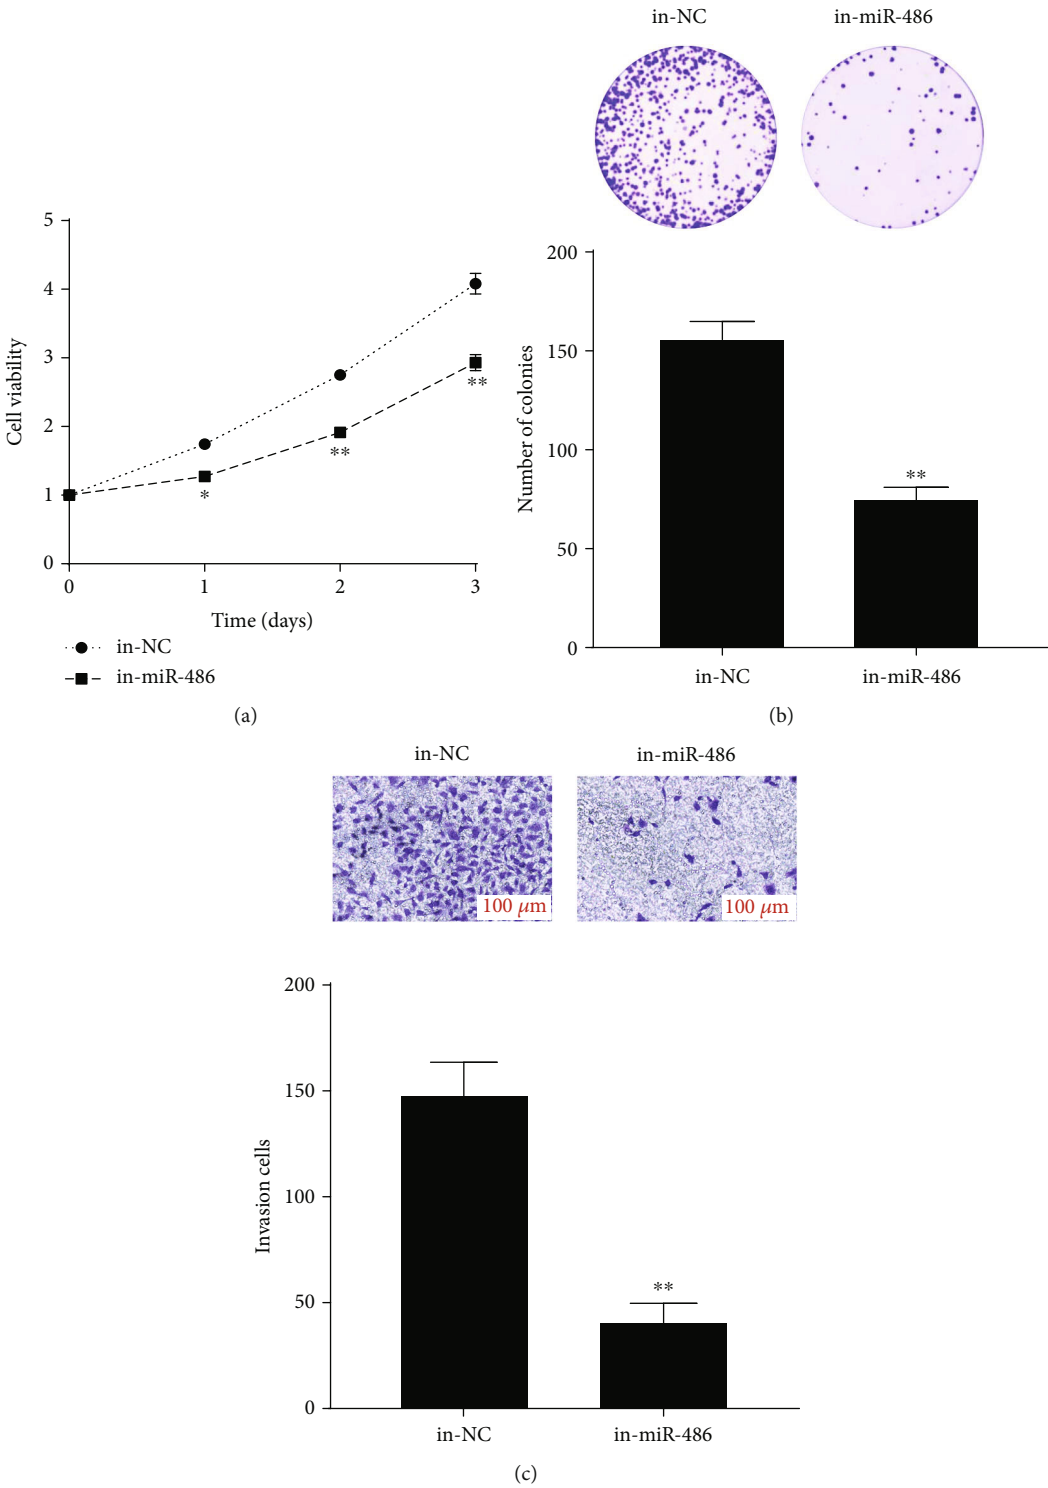 in-NC
in-miR-486
5
4
3
2
1
0
Cell viability
**
**
*
0
1
2
3
Time (days)
in-NC
in-miR-486
(a)
200
150
100
50
0
Number of colonies
**
in-NC
in-miR-486
(b)
in-NC
in-miR-486
100 μm
100 μm
200
150
100
50
0
Invasion cells
**
in-NC
in-miR-486
(c)